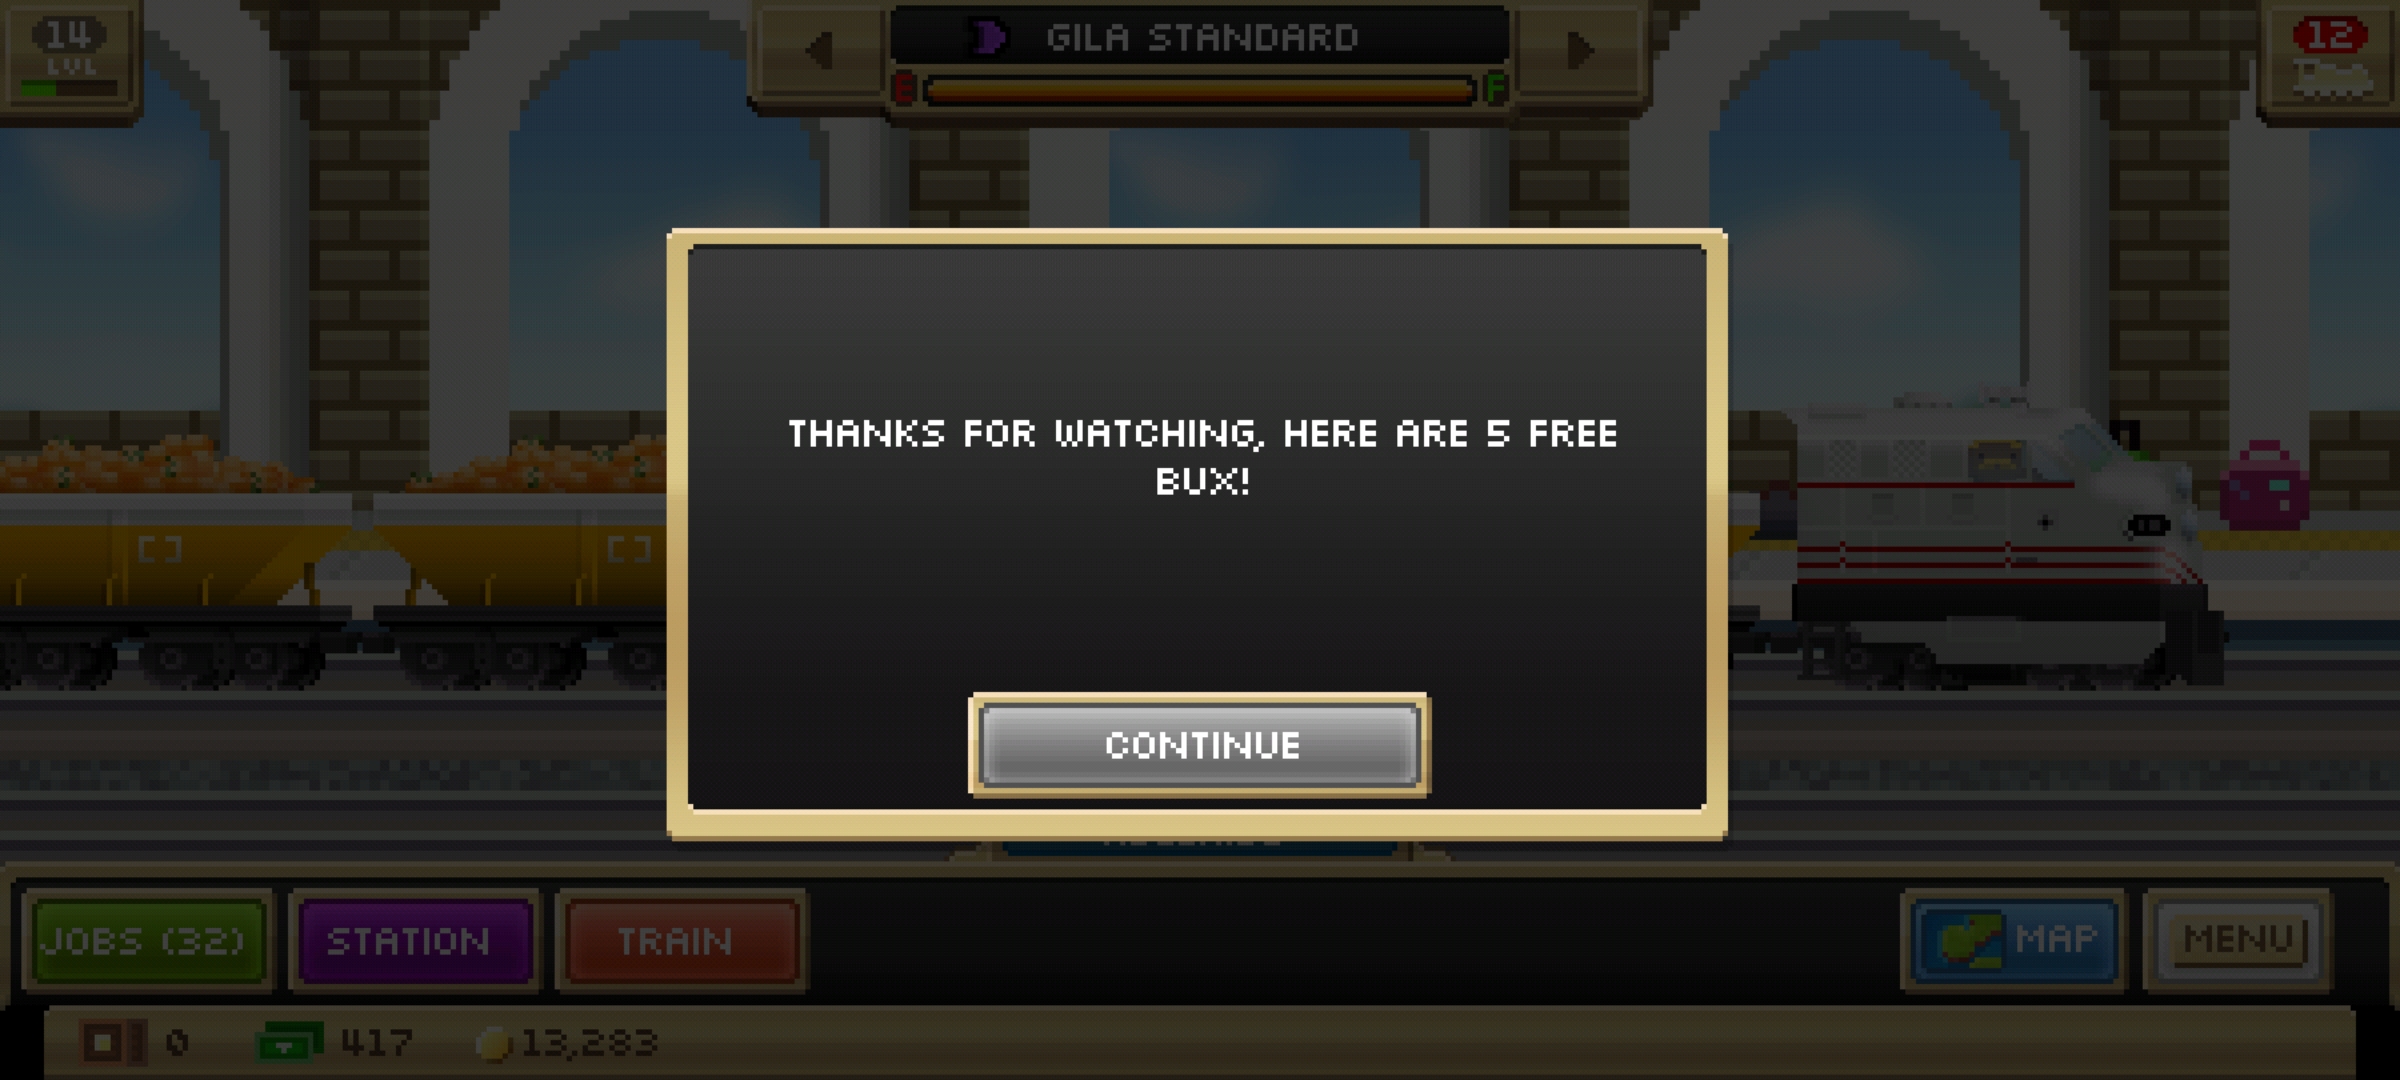 14
LVL
GILA STANDARD
E
F
12
THANKS FOR WATCHING, HERE ARE 5 FREE
BUX!
CONTINUE
JOBS (32)
STATION
TRAIN
MAP
MENU
0
417
13,283